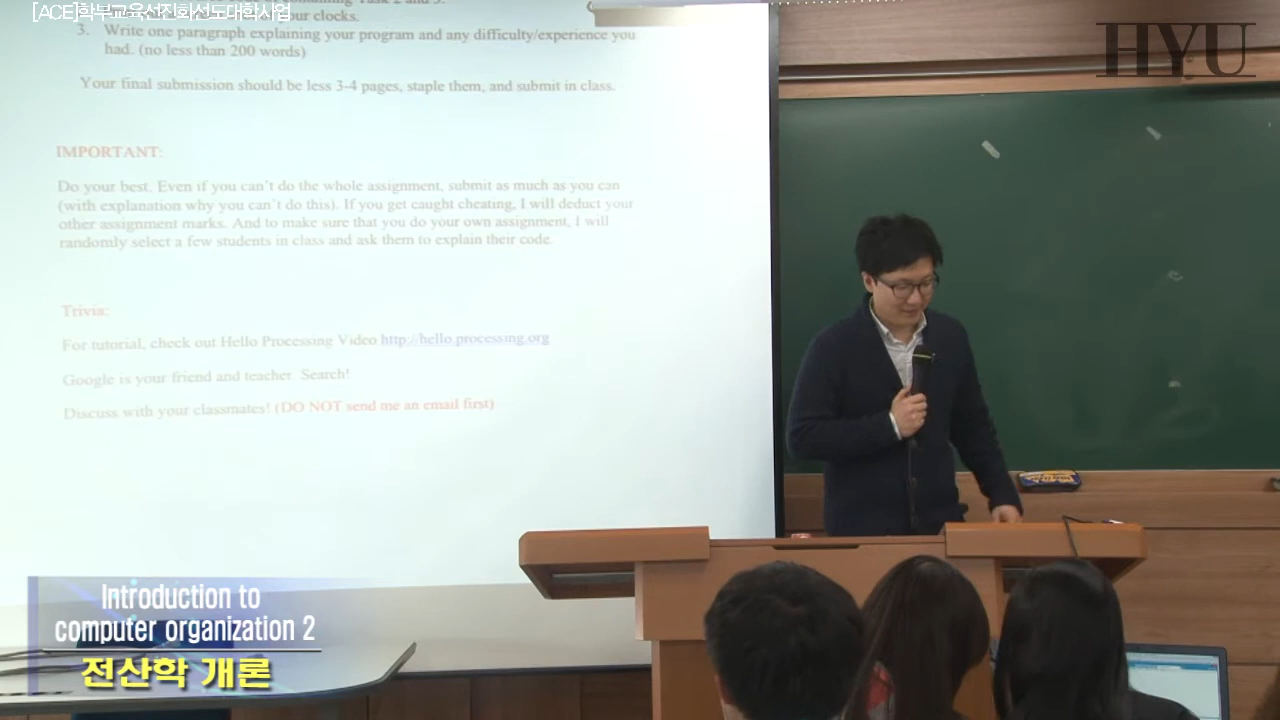 [ACE]학부교육선진화선도대학사업
HYU
your clocks.
3. Write one paragraph explaining your program and any difficulty/experience you
had. (no less than 200 words)
Your final submission should be less 3-4 pages, staple them, and submit in class.
IMPORTANT:
Do your best. Even if you can't do the whole assignment, submit as much as you can
(with explanation why you can't do this). If you get caught cheating, I will deduct your
other assignment marks. And to make sure that you do your own assignment, I will
randomly select a few students in class and ask them to explain their code.
Trivia:
For tutorial, check out Hello Processing Video http://hello.processing.org
Google is your friend and teacher. Search!
Discuss with your classmates! (DO NOT send me an email first)
Introduction to
computer organization 2
전산학 개론